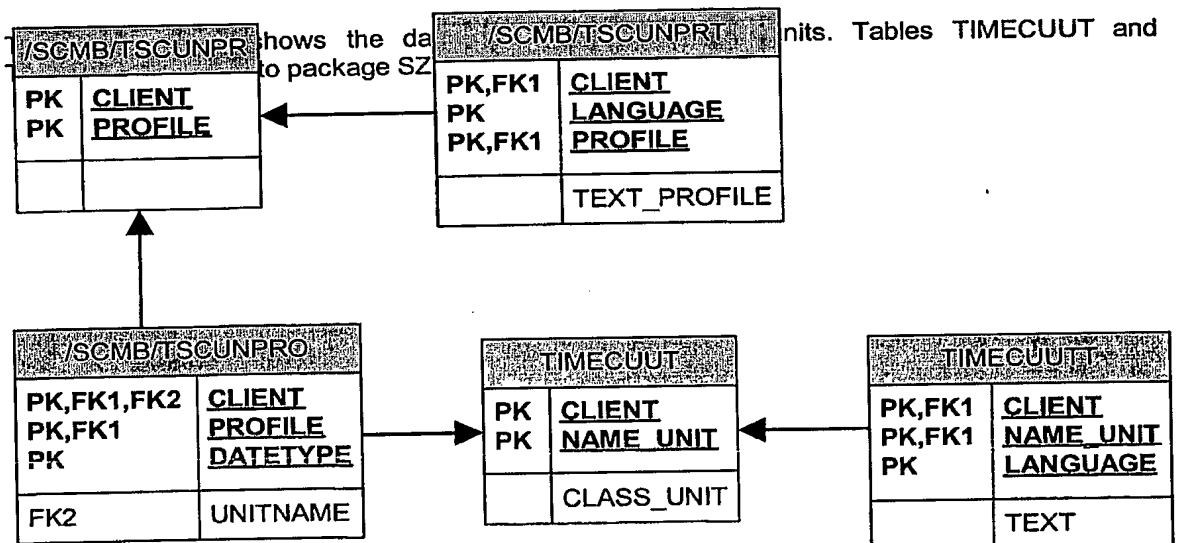 shows the da nits. Tables TIMECUUT and
to package SZ
/SCMB/TSCUNPR
PK CLIENT
PK PROFILE
/SCMB/TSCUNPRT
PK,FK1 CLIENT
PK LANGUAGE
PK,FK1 PROFILE
TEXT_PROFILE
/SCMB/TSCUNPRO
PK,FK1,FK2 CLIENT
PK,FK1 PROFILE
PK DATETYPE
FK2 UNITNAME
TIMECUUT
PK CLIENT
PK NAME_UNIT
CLASS_UNIT
TIMECUUTT
PK,FK1 CLIENT
PK,FK1 NAME_UNIT
PK LANGUAGE
TEXT